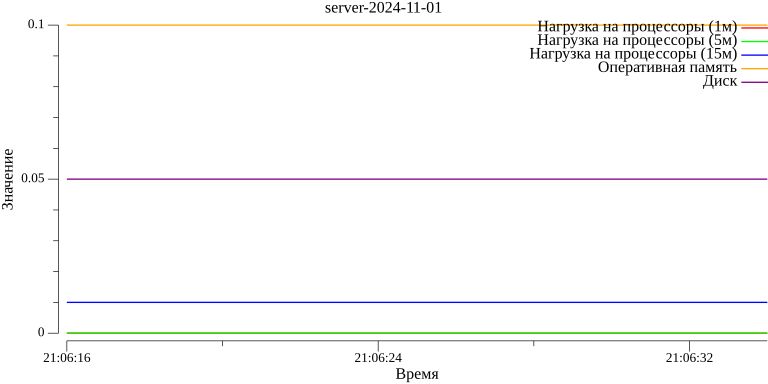 server-2024-11-01
0.1
Нагрузка на процессоры (1м)
Нагрузка на процессоры (5м)
Нагрузка на процессоры (15м)
Оперативная память
Диск
Значение
0.05
0
21:06:16
21:06:24
21:06:32
Время